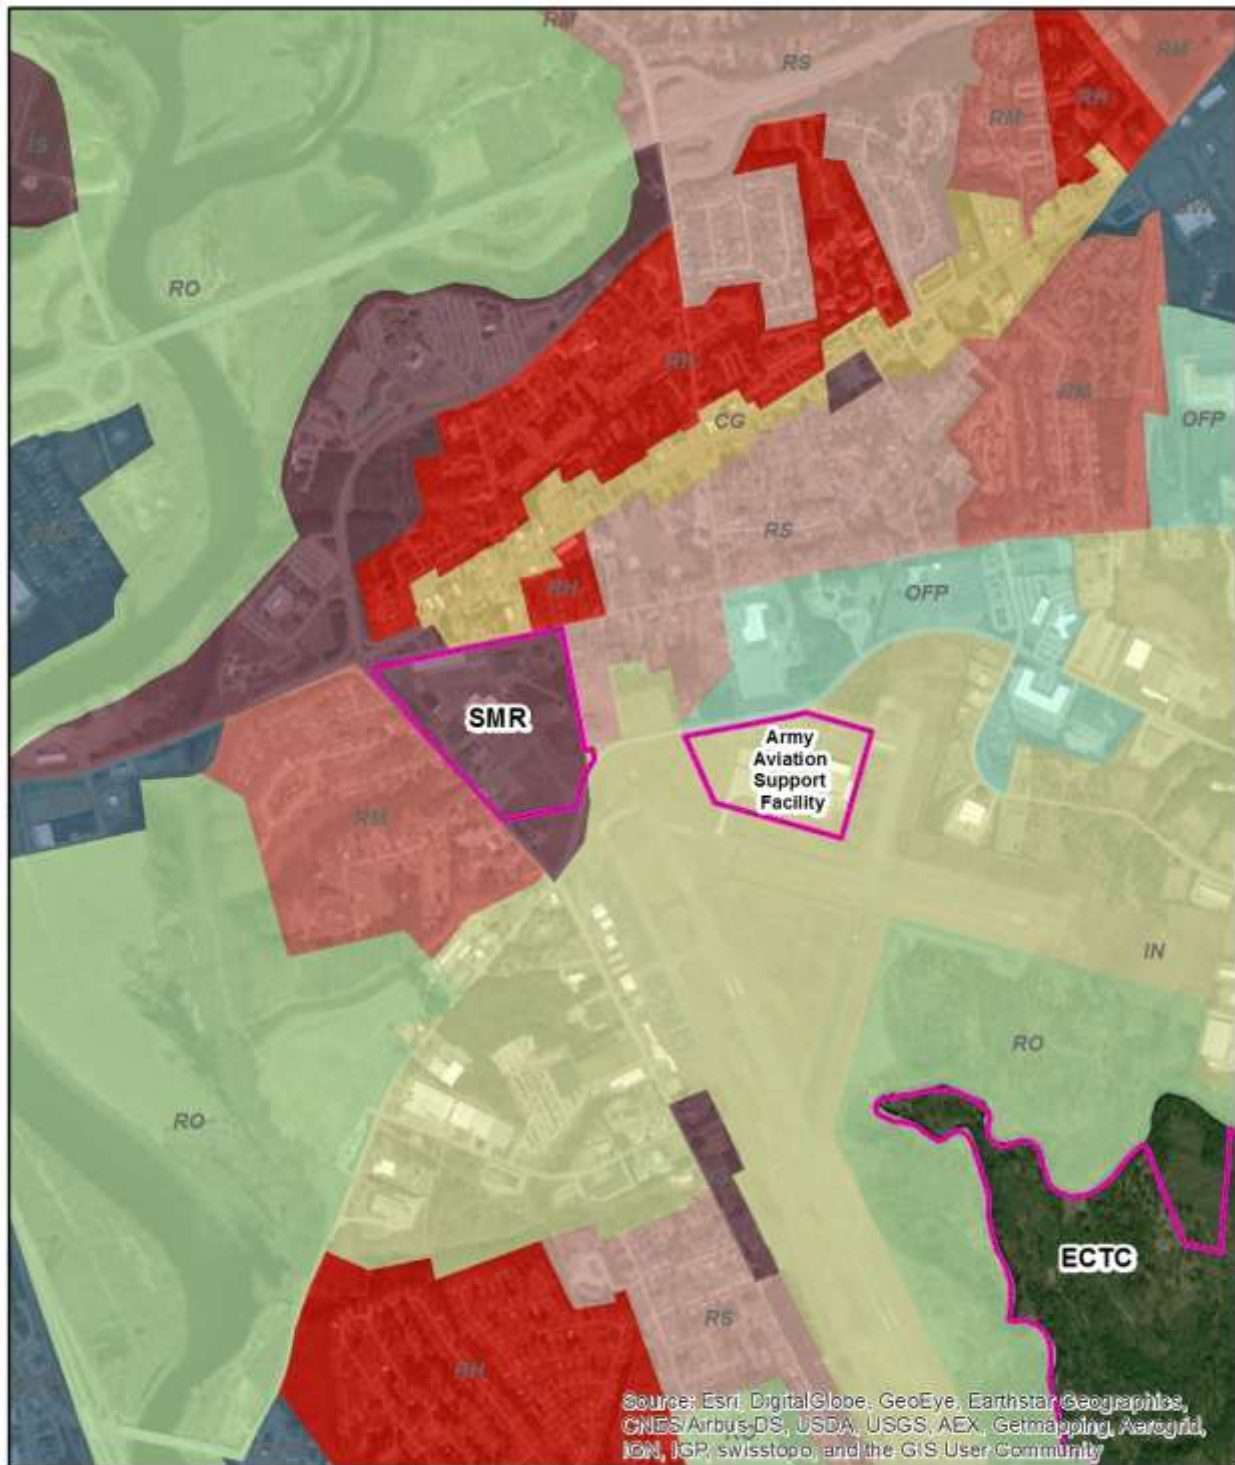 RM
RS
RM
IS
RM
RH
RO
RH
RM
CG
OFP
RS
RH
OFP
SMR
Army
Aviation
Support
Facility
RM
IN
RO
RO
ECTC
RS
RH
Source: Esri, DigitalGlobe, GeoEye, Earthstar Geographics,
CNES/Airbus DS, USDA, USGS, AEX, Getmapping, Aerogrid,
IGN, IGP, swisstopo, and the GIS User Community